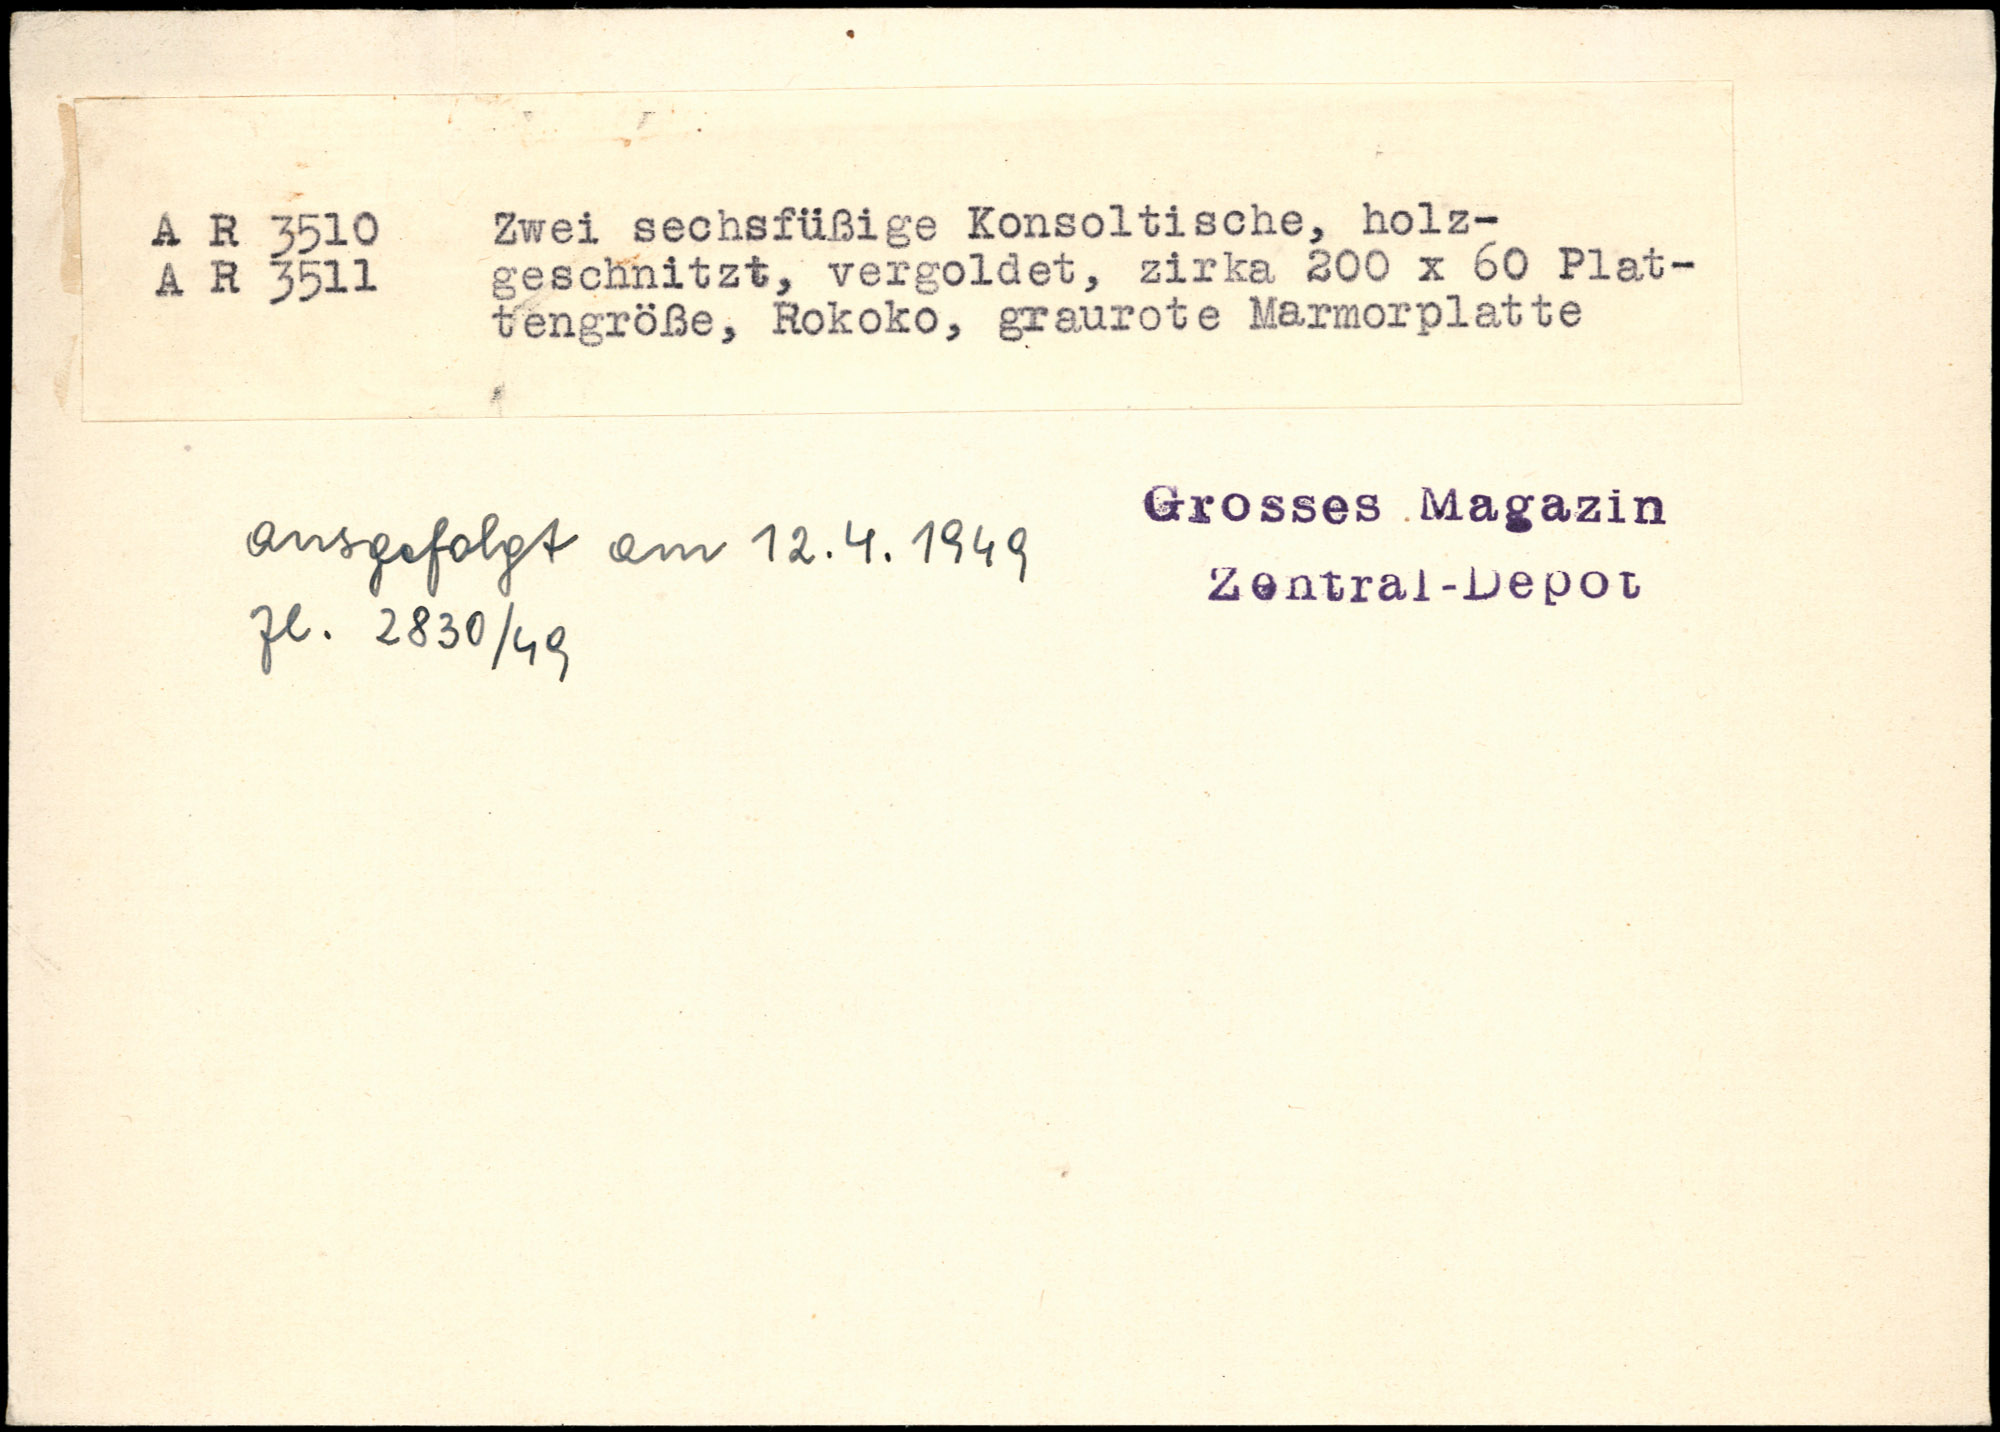 A R 3510 Zwei sechsfüßige Konsoltische, holz-
A R 3511 geschnitzt, vergoldet, zirka 200 x 60 Plat-
tengröße, Rokoko, graurote Marmorplatte
ausgefolgt am 12.4.1949
Zl. 2830/49
Grosses Magazin
Zentral-Depot